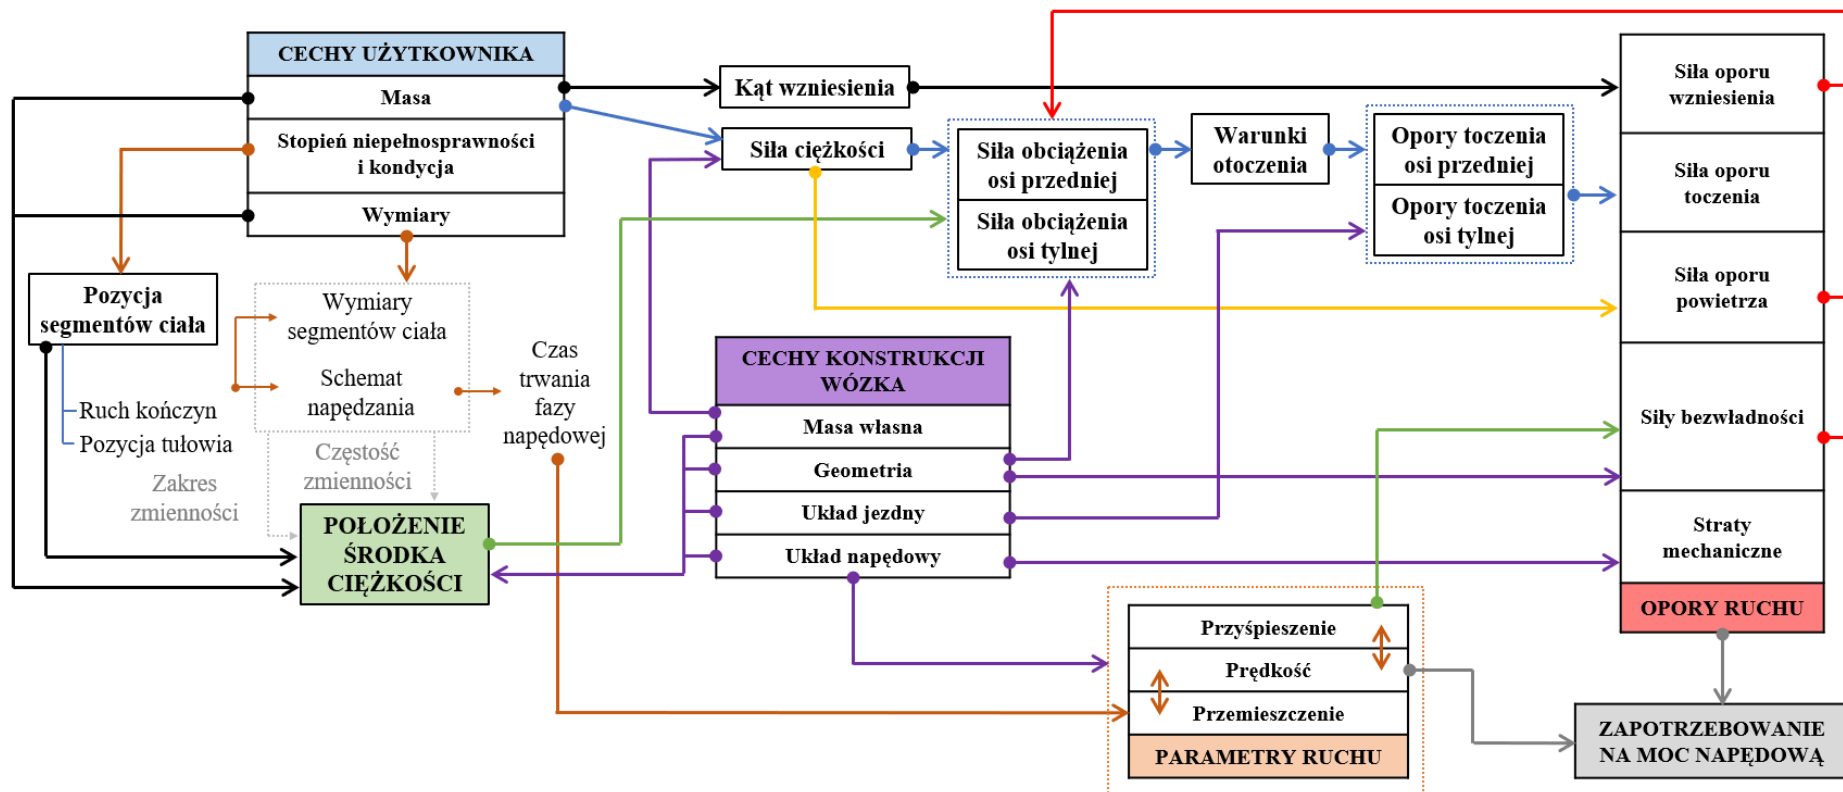 CECHY UŻYTKOWNIKA
Masa
Stopień niepełnosprawności
i kondycja
Wymiary
Kąt wzniesienia
Siła ciężkości
Siła obciążenia
osi przedniej
Siła obciążenia
osi tylnej
Warunki
otoczenia
Opory toczenia
osi przedniej
Opory toczenia
osi tylnej
Siła oporu
wzniesienia
Siła oporu
toczenia
Siła oporu
powietrza
Siły bezwładności
Straty
mechaniczne
OPORY RUCHU
Pozycja
segmentów ciała
Ruch kończyn
Pozycja tułowia
Wymiary
segmentów ciała
Schemat
napędzania
Czas
trwania
fazy
napędowej
Zakres
zmienności
Częstość
zmienności
POŁOŻENIE
ŚRODKA
CIĘŻKOŚCI
CECHY KONSTRUKCJI
WÓZKA
Masa własna
Geometria
Układ jezdny
Układ napędowy
Przyśpieszenie
Prędkość
Przemieszczenie
PARAMETRY RUCHU
ZAPOTRZEBOWANIE
NA MOC NAPĘDOWĄ